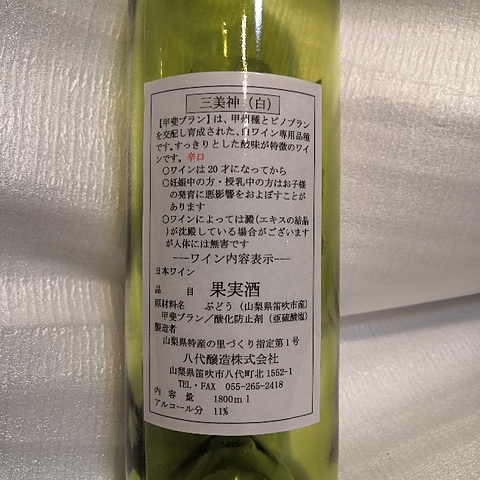 三美神（白）
【甲斐ブラン】は、甲州種とピノブラン
を交配し育成された、白ワイン専用品種
です。すっきりとした酸味が特徴のワイ
ンです。辛口
○ワインは20才になってから
○妊娠中の方・授乳中の方はお子様
の発育に悪影響をおよぼすことが
あります
○ワインによっては澱（エキスの結晶
）が沈殿している場合がございます
が人体には無害です
---ワイン内容表示---
日本ワイン
品目 果実酒
原材料名 ぶどう（山梨県笛吹市産）
甲斐ブラン／酸化防止剤（亜硫酸塩）
製造者
山梨県特産の里づくり指定第1号
八代醸造株式会社
山梨県笛吹市八代町北1552-1
TEL・FAX 055-265-2418
内容量 1800ml
アルコール分 11%